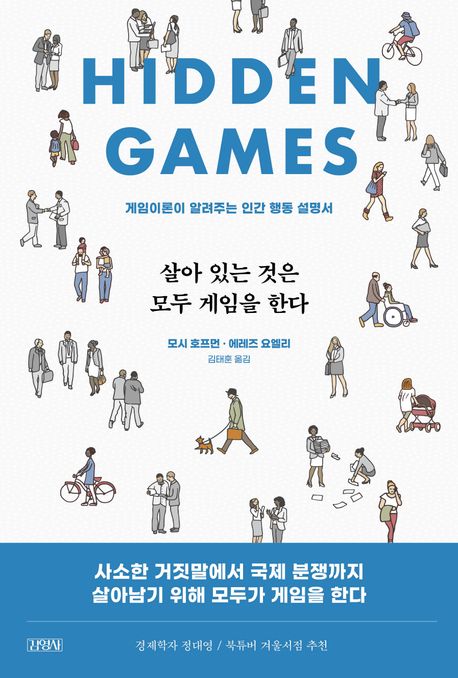 HIDDEN
GAMES
게임이론이 알려주는 인간 행동 설명서
살아 있는 것은
모두 게임을 한다
모시 호프먼 · 에레즈 요엘리
김태훈 옮김
사소한 거짓말에서 국제 분쟁까지
살아남기 위해 모두가 게임을 한다
김영사
경제학자 정대영 / 북튜버 겨울서점 추천